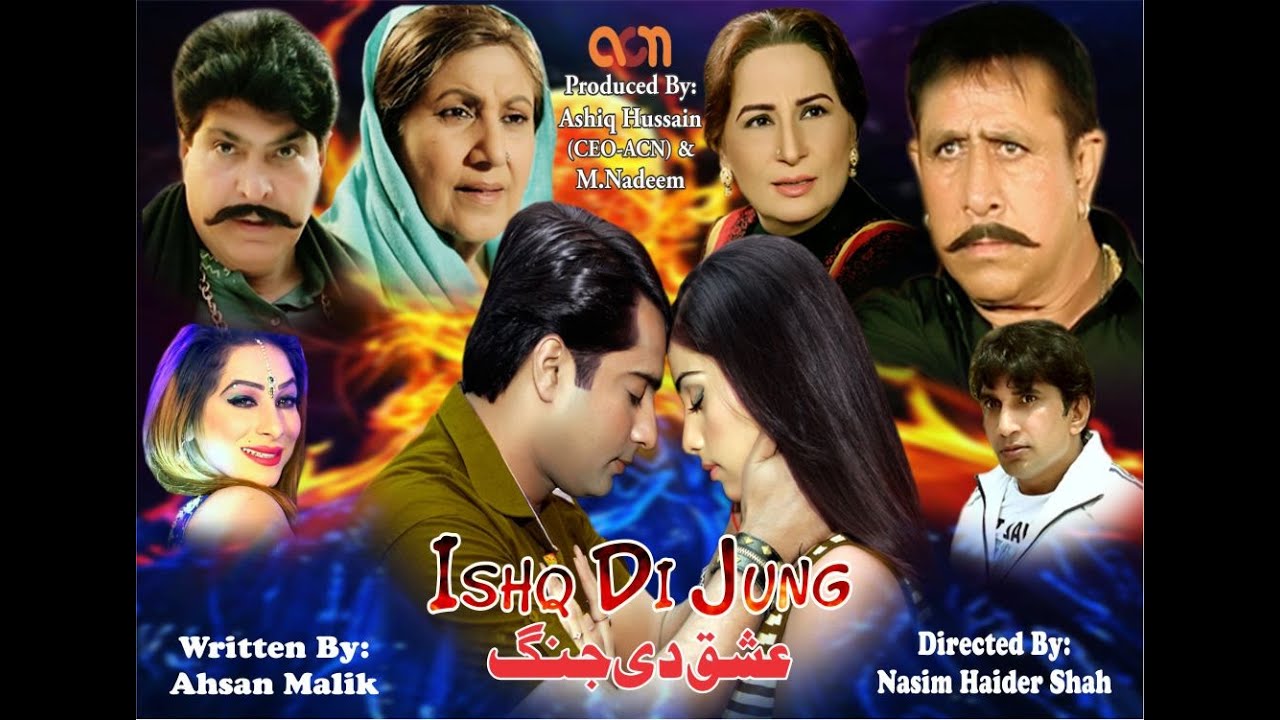 acn
Produced By:
Ashiq Hussain
(CEO-ACN) &
M.Nadeem
ISHQ DI JUNG
عشق دی جنگ
Written By:
Ahsan Malik
Directed By:
Nasim Haider Shah